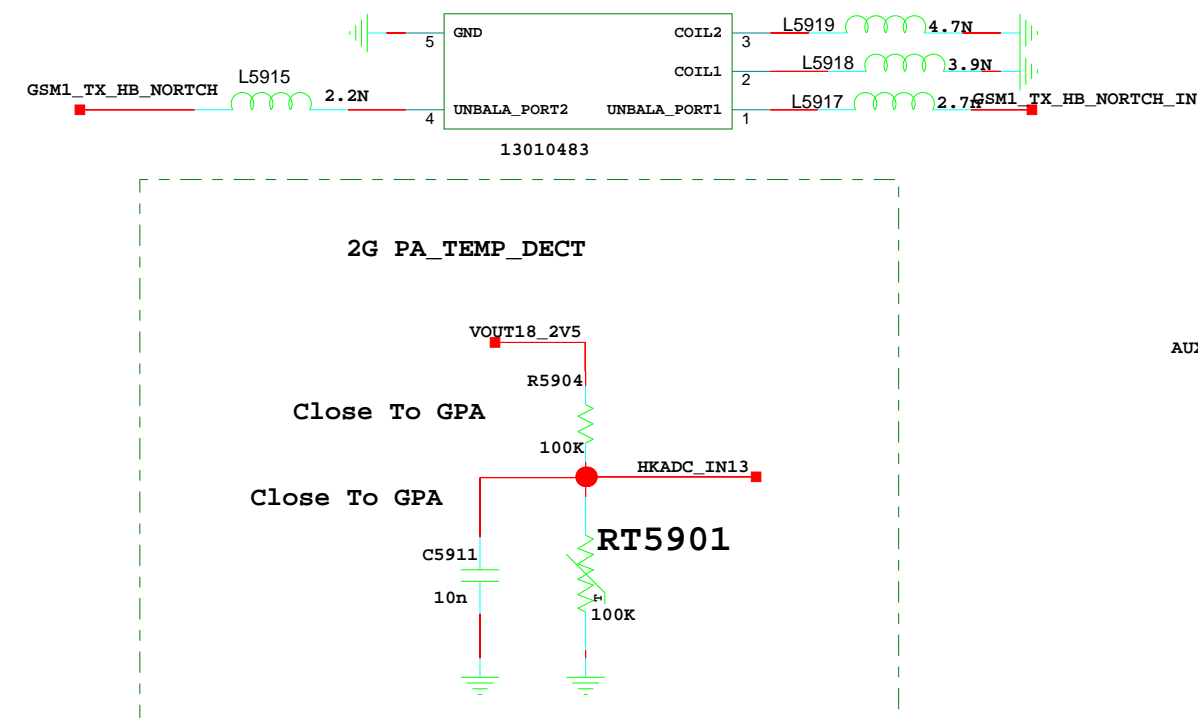 GND
COIL2
L5919
4.7N
5
3
COIL1
L5918
3.9N
2
GSM1_TX_HB_NORTCH
L5915
2.2N
UNBALA_PORT2
UNBALA_PORT1
L5917
GSM1_TX_HB_NORTCH_IN
4
1
13010483
2G PA_TEMP_DECT
VOUT18_2V5
AUX
R5904
Close To GPA
100K
HKADC_IN13
Close To GPA
RT5901
C5911
10n
T
100K